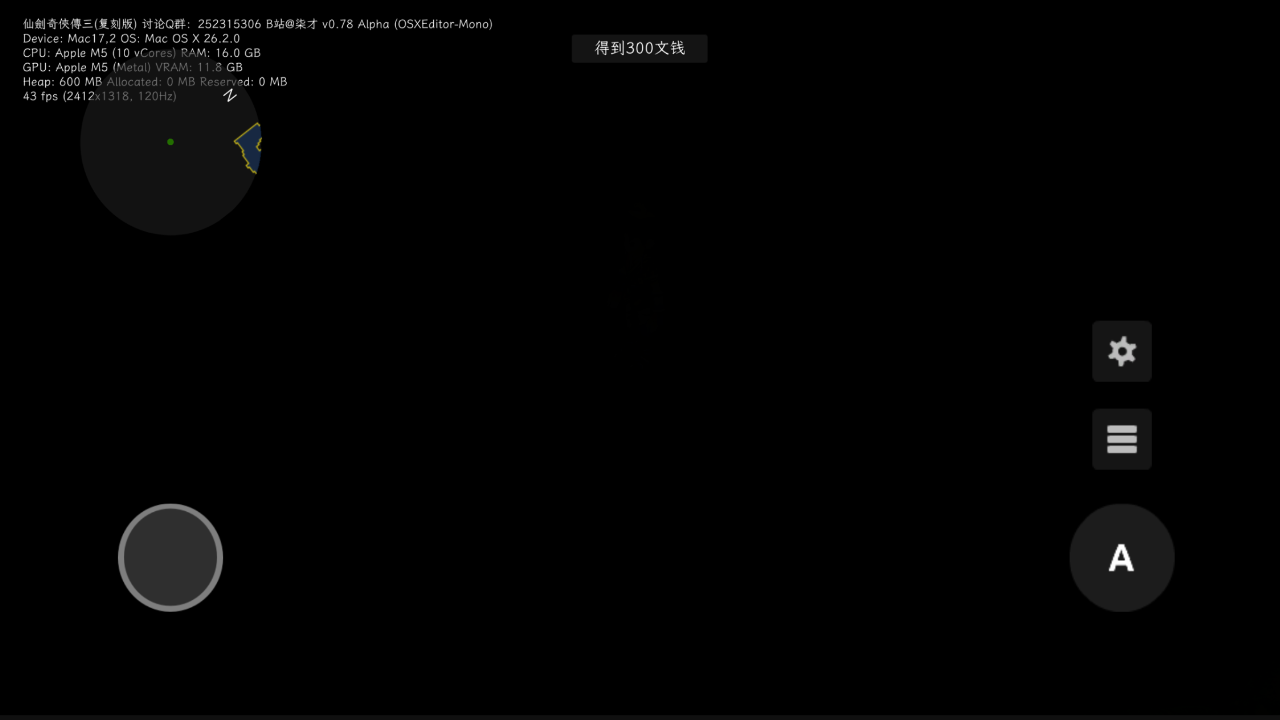 仙劍奇俠傳三(复刻版) 讨论Q群: 252315306 B站@柒才 v0.78 Alpha (OSXEditor-Mono)
Device: Mac17,2 OS: Mac OS X 26.2.0
CPU: Apple M5 (10 vCores) RAM: 16.0 GB
GPU: Apple M5 (Metal) VRAM: 11.8 GB
Heap: 600 MB Allocated: 0 MB Reserved: 0 MB
43 fps (2412x1318, 120Hz)
得到300文钱
N
A